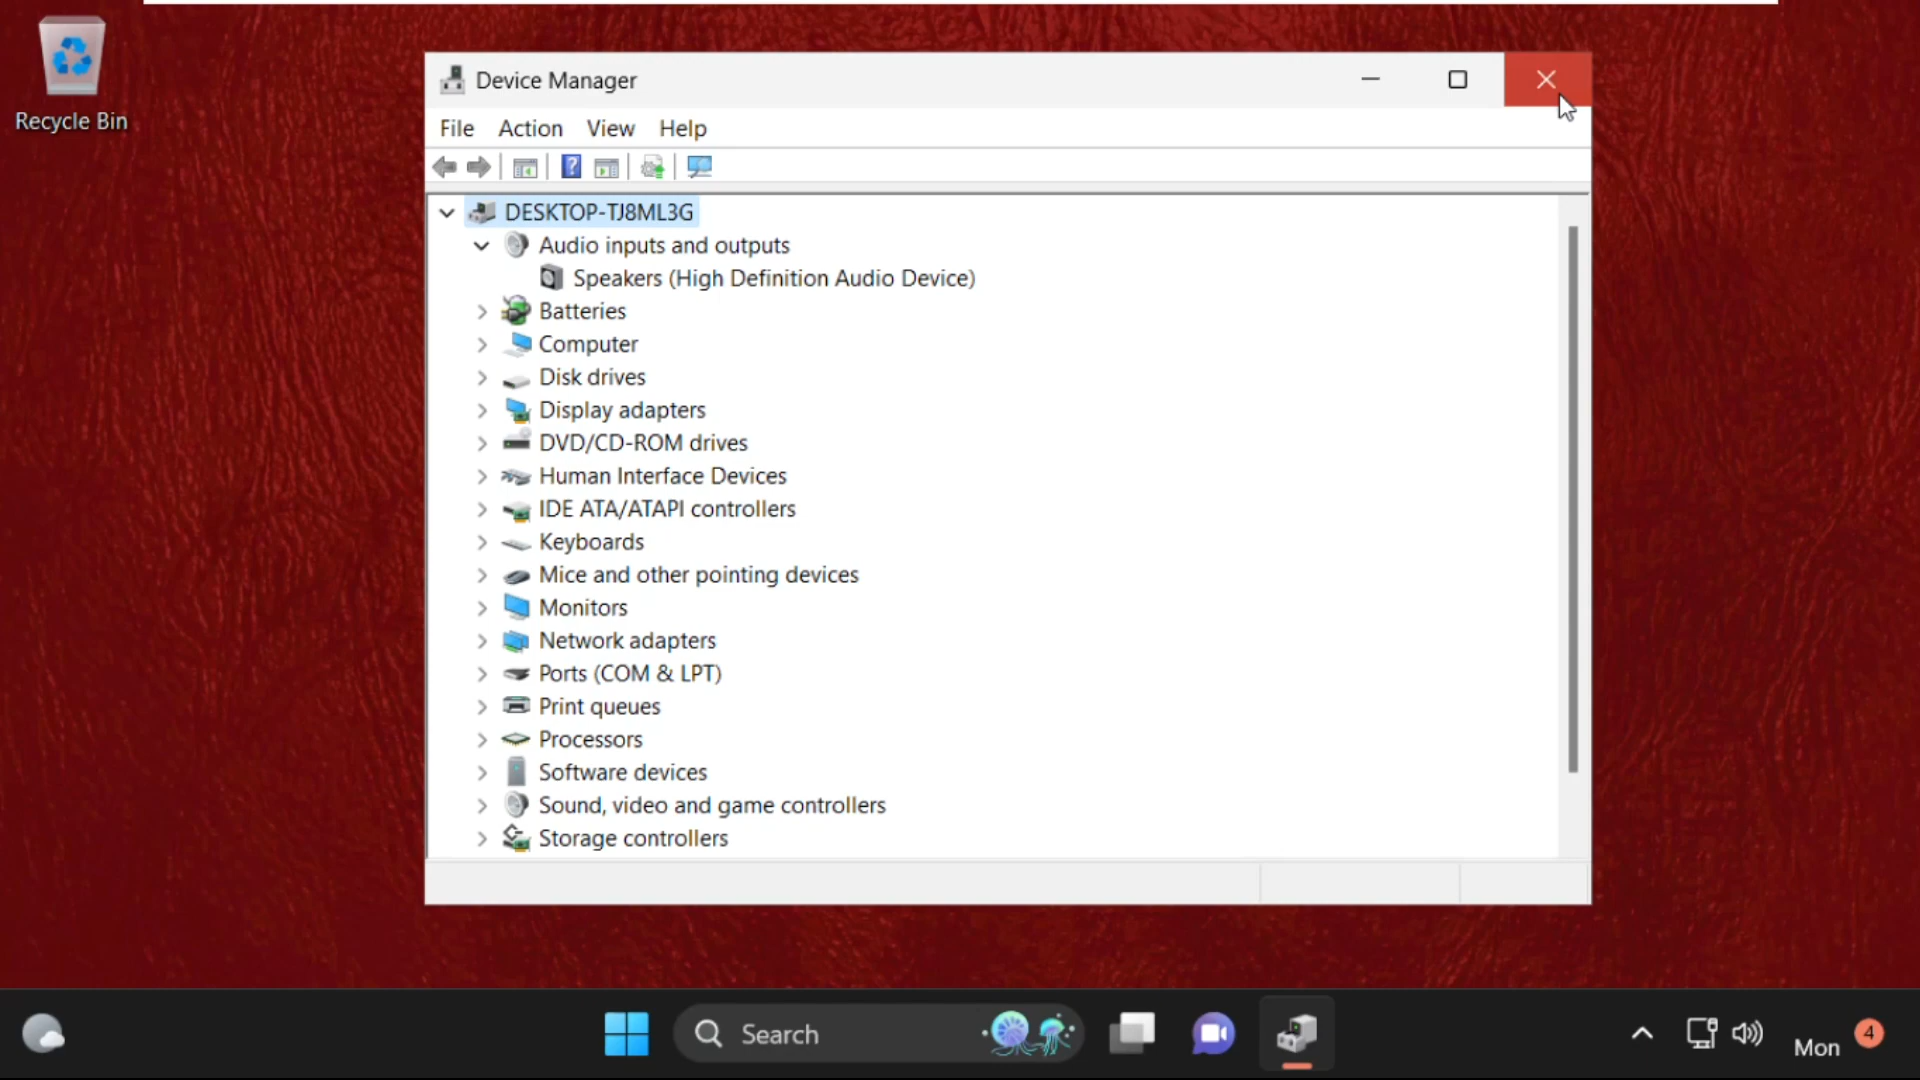 Recycle Bin
Device Manager
File Action View Help
?
DESKTOP-TJ8ML3G
Audio inputs and outputs
Speakers (High Definition Audio Device)
Batteries
Computer
Disk drives
Display adapters
DVD/CD-ROM drives
Human Interface Devices
IDE ATA/ATAPI controllers
Keyboards
Mice and other pointing devices
Monitors
Network adapters
Ports (COM & LPT)
Print queues
Processors
Software devices
Sound, video and game controllers
Storage controllers
Search
Mon
4